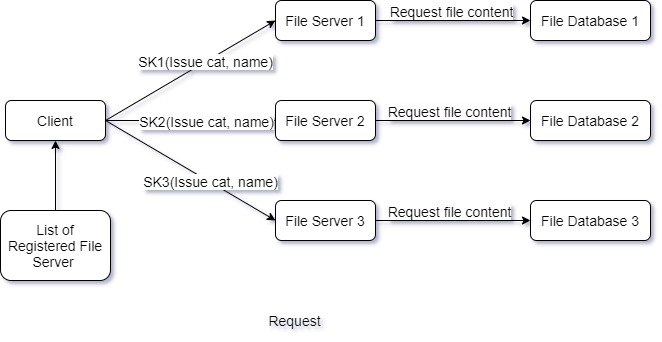 File Server 1
Request file content
File Database 1
SK1(Issue cat, name)
Client
SK2(Issue cat, name)
File Server 2
Request file content
File Database 2
SK3(Issue cat, name)
File Server 3
Request file content
File Database 3
List of
Registered File
Server
Request